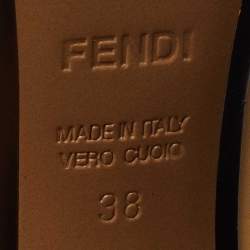 FENDI
MADE IN ITALY
VERO CUOIO
38